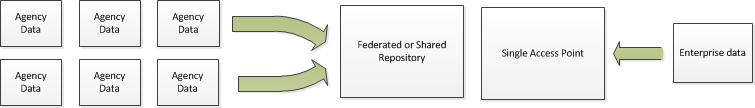 Agency
Data
Agency
Data
Agency
Data
Agency
Data
Agency
Data
Agency
Data
Federated or Shared
Repository
Single Access Point
Enterprise data